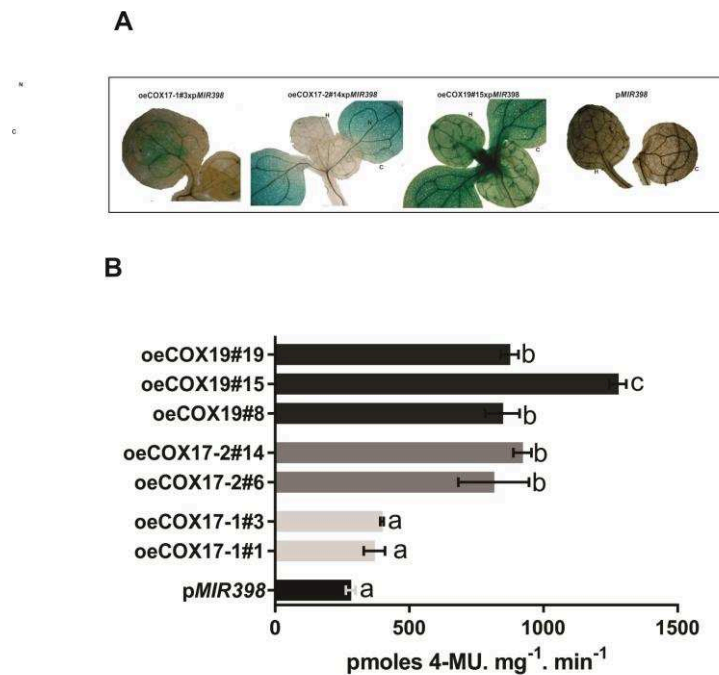 A
N
C
oeCOX17-1#3xpMIR398 oeCOX17-2#14xpMIR398 oeCOX19#15xpMIR398 pMIR398
H N C H C H C
B
oeCOX19#19 b
oeCOX19#15 c
oeCOX19#8 b
oeCOX17-2#14 b
oeCOX17-2#6 b
oeCOX17-1#3 a
oeCOX17-1#1 a
pMIR398 a
0 500 1000 1500
pmoles 4-MU. mg⁻¹. min⁻¹